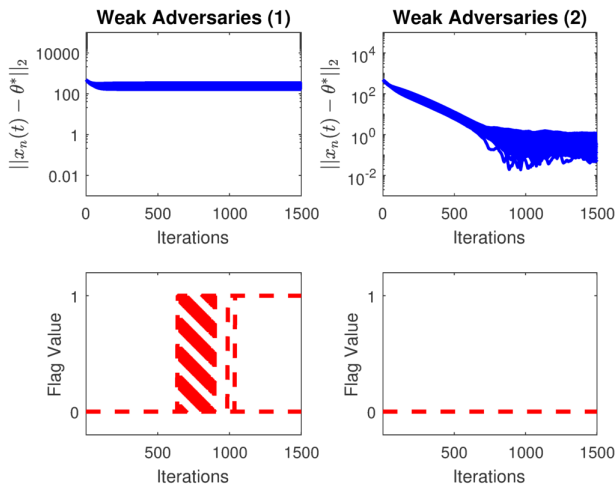 Weak Adversaries (1)
||x_n(t) − θ*||_2
10000
100
1
0.01
0 500 1000 1500
Iterations
Weak Adversaries (2)
||x_n(t) − θ*||_2
10^4
10^2
10^0
10^-2
0 500 1000 1500
Iterations
Flag Value
1
0
500 1000 1500
Iterations
Flag Value
1
0
500 1000 1500
Iterations